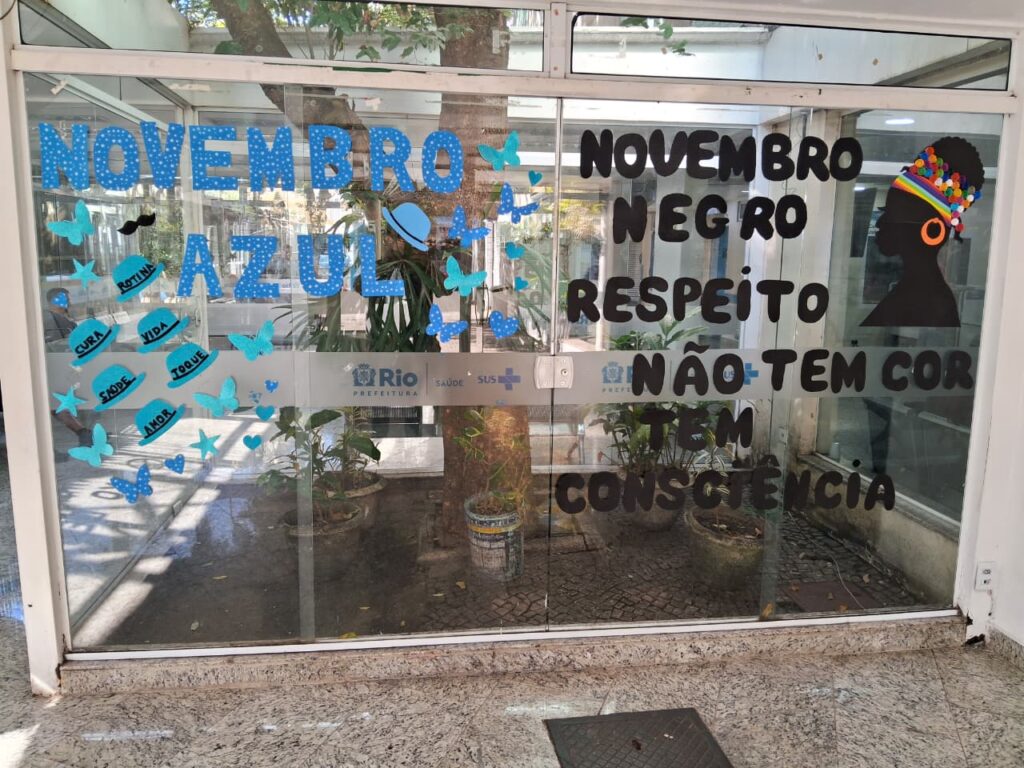 NOVEMBRO
AZUL
ROTINA
CURA
VIDA
SAÚDE
TOQUE
AMOR
NOVEMBRO
NEGRO
RESPEITO
NÃO TEM COR
TEM
CONSCIÊNCIA
Rio
PREFEITURA
SAÚDE
SUS